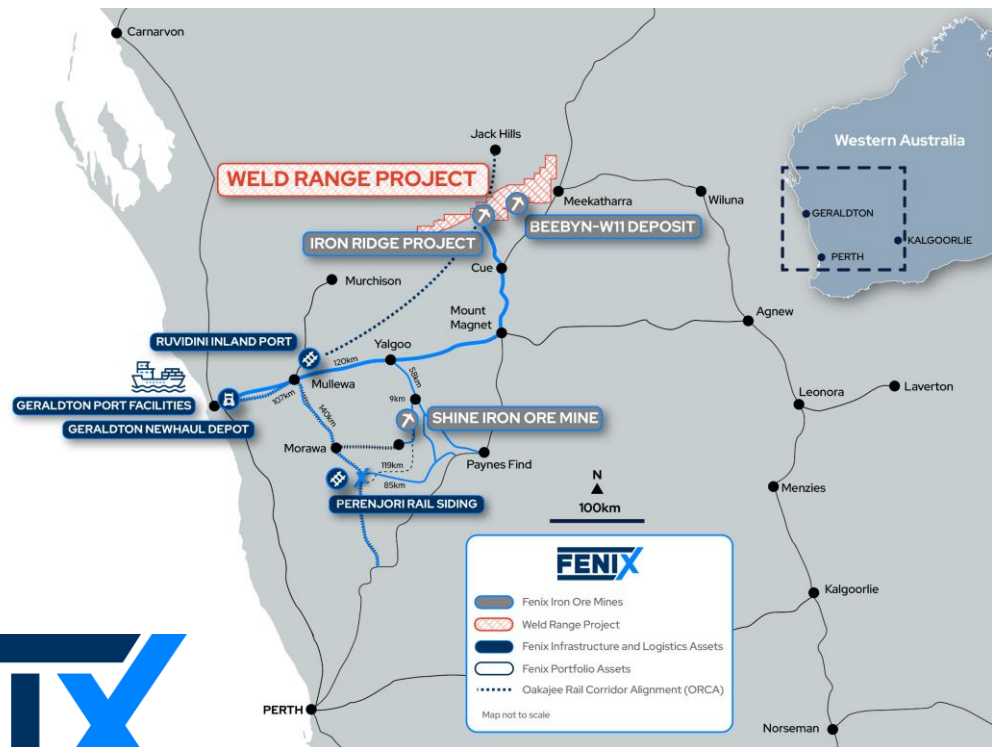 Carnarvon
Jack Hills
WELD RANGE PROJECT
Meekatharra
Wiluna
BEEBYN-W11 DEPOSIT
IRON RIDGE PROJECT
Cue
Murchison
Mount
Magnet
Agnew
RUVIDINI INLAND PORT
Yalgoo
120km
58km
Mullewa
Leonora
Laverton
GERALDTON PORT FACILITIES
107km
9km
GERALDTON NEWHAUL DEPOT
140km
SHINE IRON ORE MINE
Morawa
119km
Paynes Find
85km
PERENJORI RAIL SIDING
Menzies
N
100km
Kalgoorlie
PERTH
Norseman
Western Australia
GERALDTON
KALGOORLIE
PERTH
FENIX
Fenix Iron Ore Mines
Weld Range Project
Fenix Infrastructure and Logistics Assets
Fenix Portfolio Assets
Oakajee Rail Corridor Alignment (ORCA)
Map not to scale